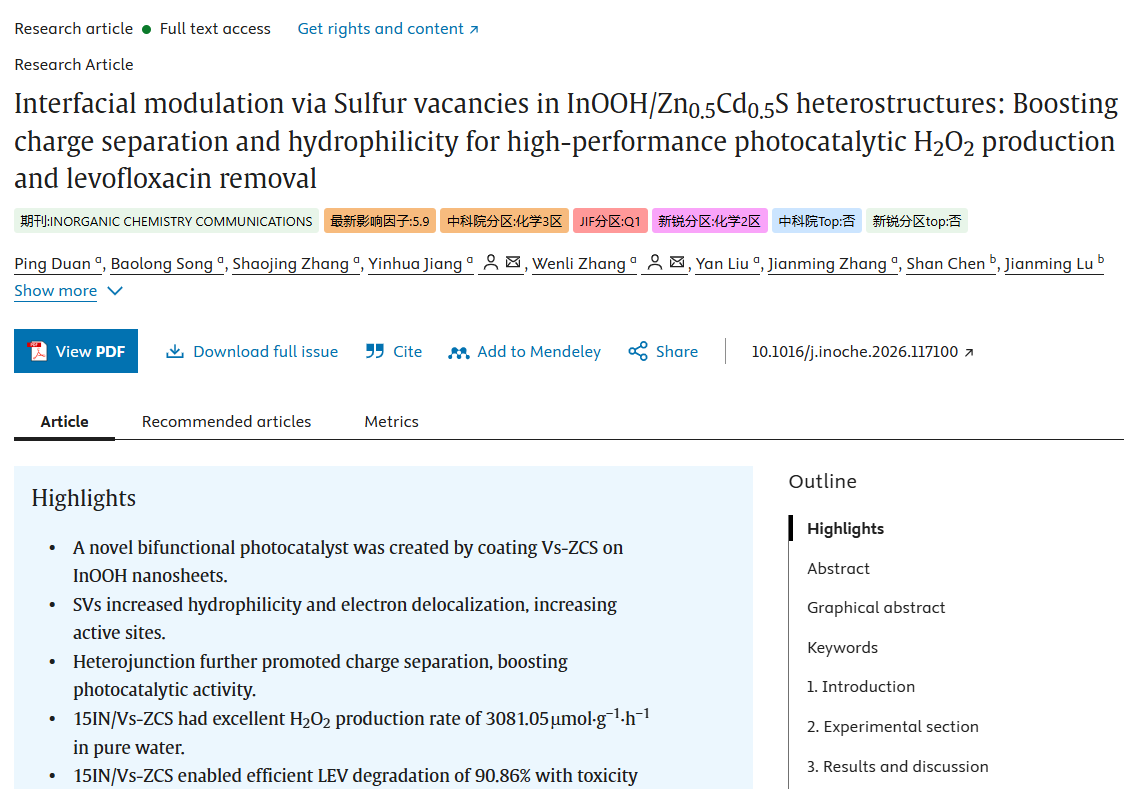 Research article ● Full text access Get rights and content ↗
Research Article
Interfacial modulation via Sulfur vacancies in InOOH/Zn0.5Cd0.5S heterostructures: Boosting
charge separation and hydrophilicity for high-performance photocatalytic H2O2 production
and levofloxacin removal
期刊:INORGANIC CHEMISTRY COMMUNICATIONS 最新影响因子:5.9 中科院分区:化学3区 JIF分区:Q1 新锐分区:化学2区 中科院Top:否 新锐分区top:否
Ping Duan a, Baolong Song a, Shaojing Zhang a, Yinhua Jiang a, Wenli Zhang a, Yan Liu a, Jianming Zhang a, Shan Chen b, Jianming Lu b
Show more
View PDF Download full issue Cite Add to Mendeley Share 10.1016/j.inoche.2026.117100 ↗
Article Recommended articles Metrics
Highlights
• A novel bifunctional photocatalyst was created by coating Vs-ZCS on
InOOH nanosheets.
• SVs increased hydrophilicity and electron delocalization, increasing
active sites.
• Heterojunction further promoted charge separation, boosting
photocatalytic activity.
• 15IN/Vs-ZCS had excellent H2O2 production rate of 3081.05 μmol·g−1·h−1
in pure water.
• 15IN/Vs-ZCS enabled efficient LEV degradation of 90.86% with toxicity
Outline
Highlights
Abstract
Graphical abstract
Keywords
1. Introduction
2. Experimental section
3. Results and discussion